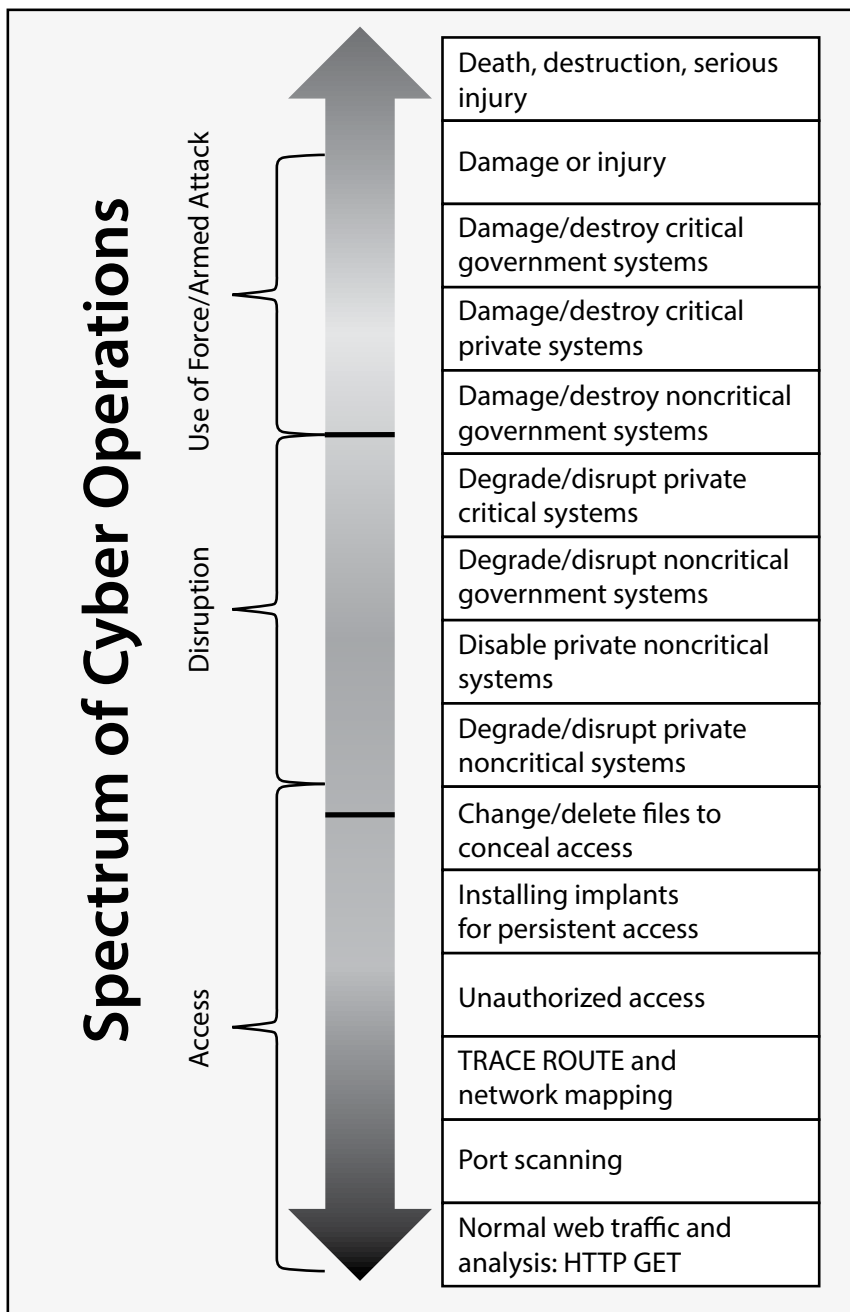 Spectrum of Cyber Operations
Use of Force/Armed Attack
Disruption
Access
Death, destruction, serious
injury
Damage or injury
Damage/destroy critical
government systems
Damage/destroy critical
private systems
Damage/destroy noncritical
government systems
Degrade/disrupt private
critical systems
Degrade/disrupt noncritical
government systems
Disable private noncritical
systems
Degrade/disrupt private
noncritical systems
Change/delete files to
conceal access
Installing implants
for persistent access
Unauthorized access
TRACE ROUTE and
network mapping
Port scanning
Normal web traffic and
analysis: HTTP GET